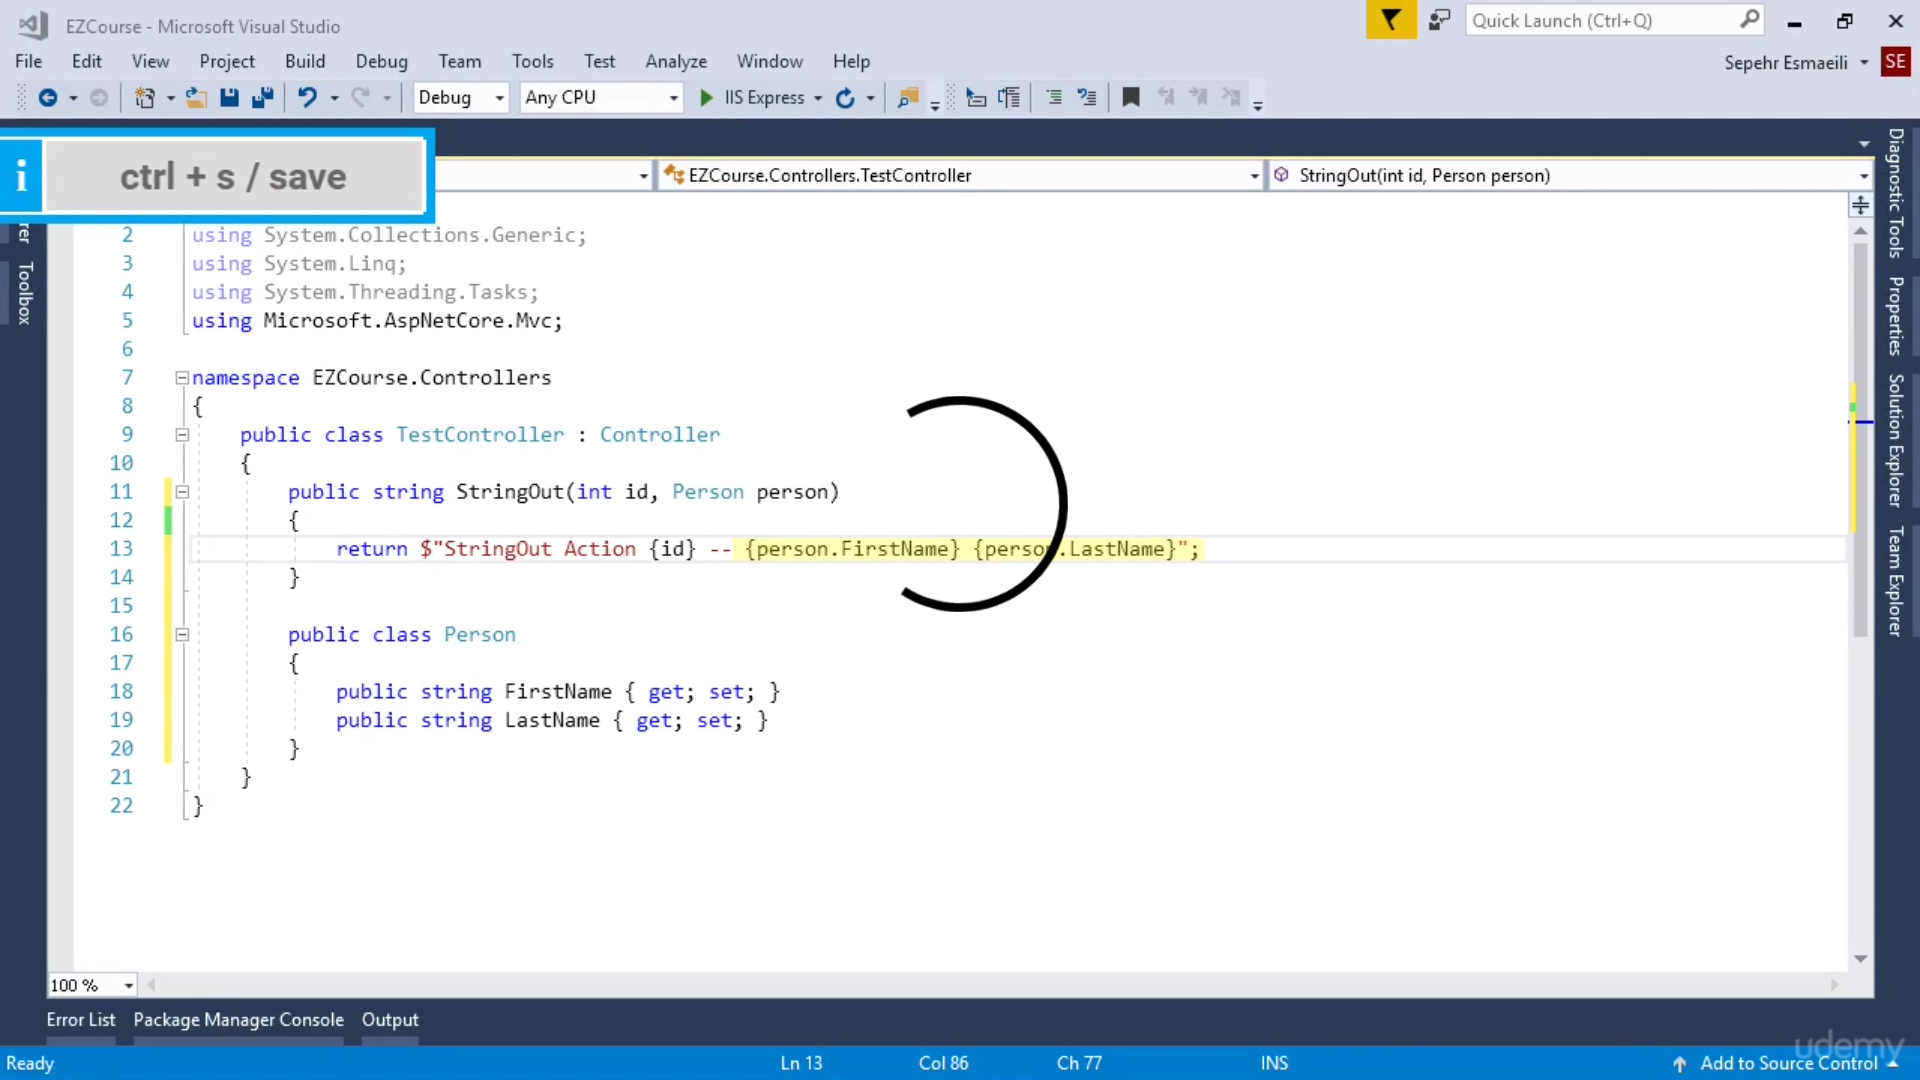 EZCourse - Microsoft Visual Studio
Quick Launch (Ctrl+Q)
File Edit View Project Build Debug Team Tools Test Analyze Window Help
Sepehr Esmaeili SE
Debug Any CPU IIS Express
i ctrl + s / save
EZCourse.Controllers.TestController StringOut(int id, Person person)
Toolbox
Diagnostic Tools
Properties
Solution Explorer
Team Explorer
2 using System.Collections.Generic;
3 using System.Linq;
4 using System.Threading.Tasks;
5 using Microsoft.AspNetCore.Mvc;
6
7 namespace EZCourse.Controllers
8 {
9 public class TestController : Controller
10 {
11 public string StringOut(int id, Person person)
12 {
13 return $"StringOut Action {id} -- {person.FirstName} {person.LastName}";
14 }
15
16 public class Person
17 {
18 public string FirstName { get; set; }
19 public string LastName { get; set; }
20 }
21 }
22 }
100 %
Error List Package Manager Console Output
Ready Ln 13 Col 86 Ch 77 INS Add to Source Control
udemy